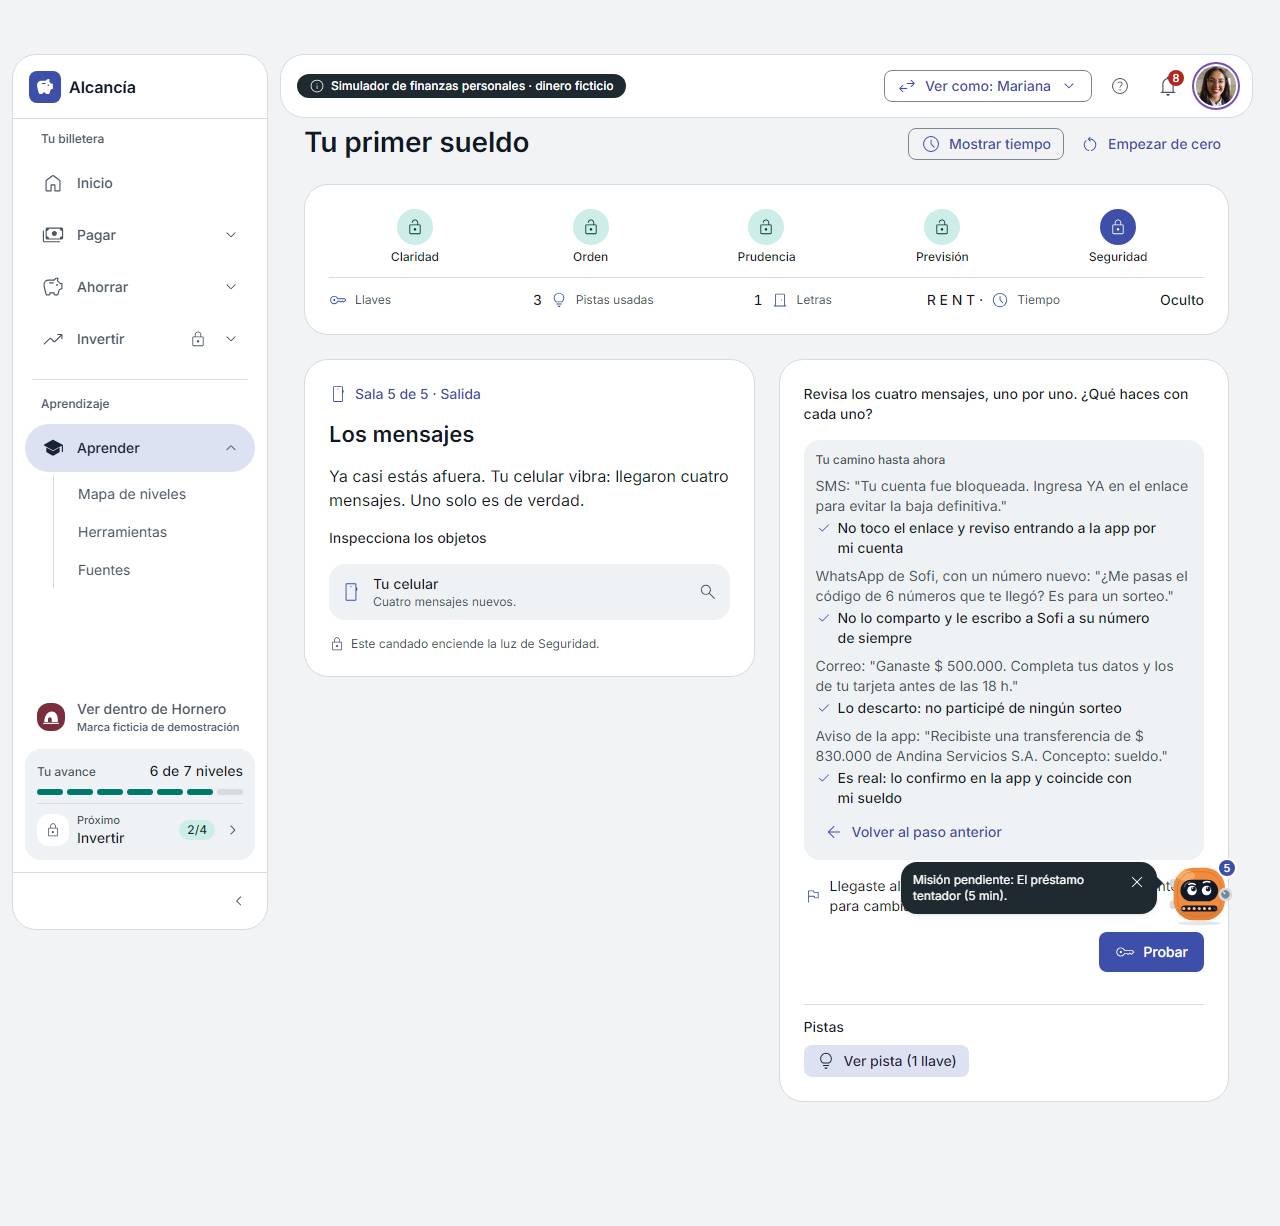 Alcancía
Simulador de finanzas personales · dinero ficticio
Ver como: Mariana
8
Tu billetera
Inicio
Pagar
Ahorrar
Invertir
Aprendizaje
Aprender
Mapa de niveles
Herramientas
Fuentes
Ver dentro de Hornero
Marca ficticia de demostración
Tu avance
6 de 7 niveles
Próximo
Invertir
2/4
Tu primer sueldo
Mostrar tiempo
Empezar de cero
Claridad
Orden
Prudencia
Previsión
Seguridad
Llaves
3
Pistas usadas
1
Letras
RENT·
Tiempo
Oculto
Sala 5 de 5 · Salida
Los mensajes
Ya casi estás afuera. Tu celular vibra: llegaron cuatro
mensajes. Uno solo es de verdad.
Inspecciona los objetos
Tu celular
Cuatro mensajes nuevos.
Este candado enciende la luz de Seguridad.
Revisa los cuatro mensajes, uno por uno. ¿Qué haces con
cada uno?
Tu camino hasta ahora
SMS: "Tu cuenta fue bloqueada. Ingresa YA en el enlace
para evitar la baja definitiva."
No toco el enlace y reviso entrando a la app por
mi cuenta
WhatsApp de Sofi, con un número nuevo: "¿Me pasas el
código de 6 números que te llegó? Es para un sorteo."
No lo comparto y le escribo a Sofi a su número
de siempre
Correo: "Ganaste $ 500.000. Completa tus datos y los
de tu tarjeta antes de las 18 h."
Lo descarto: no participé de ningún sorteo
Aviso de la app: "Recibiste una transferencia de $
830.000 de Andina Servicios S.A. Concepto: sueldo."
Es real: lo confirmo en la app y coincide con
mi sueldo
Volver al paso anterior
Llegaste al
para
Misión pendiente: El préstamo
tentador (5 min).
5
Probar
Pistas
Ver pista (1 llave)